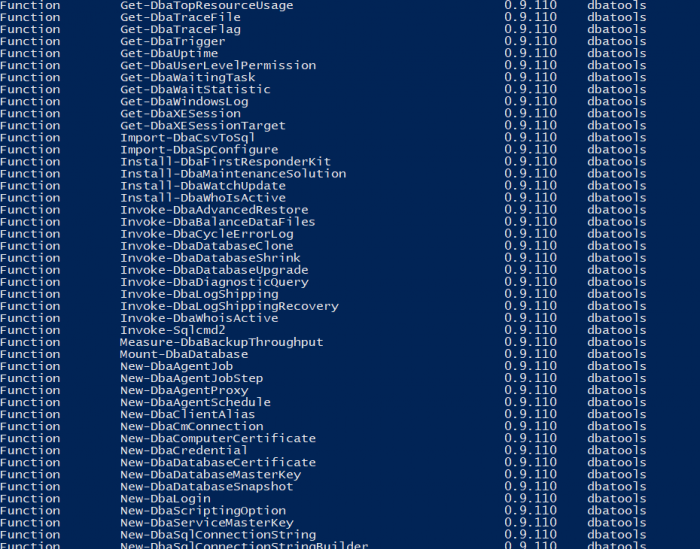 Function Get-DbaTopResourceUsage 0.9.110 dbatools
Function Get-DbaTraceFile 0.9.110 dbatools
Function Get-DbaTraceFlag 0.9.110 dbatools
Function Get-DbaTrigger 0.9.110 dbatools
Function Get-DbaUptime 0.9.110 dbatools
Function Get-DbaUserLevelPermission 0.9.110 dbatools
Function Get-DbaWaitingTask 0.9.110 dbatools
Function Get-DbaWaitStatistic 0.9.110 dbatools
Function Get-DbaWindowsLog 0.9.110 dbatools
Function Get-DbaXESession 0.9.110 dbatools
Function Get-DbaXESessionTarget 0.9.110 dbatools
Function Import-DbaCsvToSql 0.9.110 dbatools
Function Import-DbaSpConfigure 0.9.110 dbatools
Function Install-DbaFirstResponderKit 0.9.110 dbatools
Function Install-DbaMaintenanceSolution 0.9.110 dbatools
Function Install-DbaWatchUpdate 0.9.110 dbatools
Function Install-DbaWhoIsActive 0.9.110 dbatools
Function Invoke-DbaAdvancedRestore 0.9.110 dbatools
Function Invoke-DbaBalanceDataFiles 0.9.110 dbatools
Function Invoke-DbaCycleErrorLog 0.9.110 dbatools
Function Invoke-DbaDatabaseClone 0.9.110 dbatools
Function Invoke-DbaDatabaseShrink 0.9.110 dbatools
Function Invoke-DbaDatabaseUpgrade 0.9.110 dbatools
Function Invoke-DbaDiagnosticQuery 0.9.110 dbatools
Function Invoke-DbaLogShipping 0.9.110 dbatools
Function Invoke-DbaLogShippingRecovery 0.9.110 dbatools
Function Invoke-DbaWhoisActive 0.9.110 dbatools
Function Invoke-Sqlcmd2 0.9.110 dbatools
Function Measure-DbaBackupThroughput 0.9.110 dbatools
Function Mount-DbaDatabase 0.9.110 dbatools
Function New-DbaAgentJob 0.9.110 dbatools
Function New-DbaAgentJobStep 0.9.110 dbatools
Function New-DbaAgentProxy 0.9.110 dbatools
Function New-DbaAgentSchedule 0.9.110 dbatools
Function New-DbaClientAlias 0.9.110 dbatools
Function New-DbaCmConnection 0.9.110 dbatools
Function New-DbaComputerCertificate 0.9.110 dbatools
Function New-DbaCredential 0.9.110 dbatools
Function New-DbaDatabaseCertificate 0.9.110 dbatools
Function New-DbaDatabaseMasterKey 0.9.110 dbatools
Function New-DbaDatabaseSnapshot 0.9.110 dbatools
Function New-DbaLogin 0.9.110 dbatools
Function New-DbaScriptingOption 0.9.110 dbatools
Function New-DbaServiceMasterKey 0.9.110 dbatools
Function New-DbaSqlConnectionString 0.9.110 dbatools
Function New-DbaSqlConnectionStringBuilder 0.9.110 dbatools